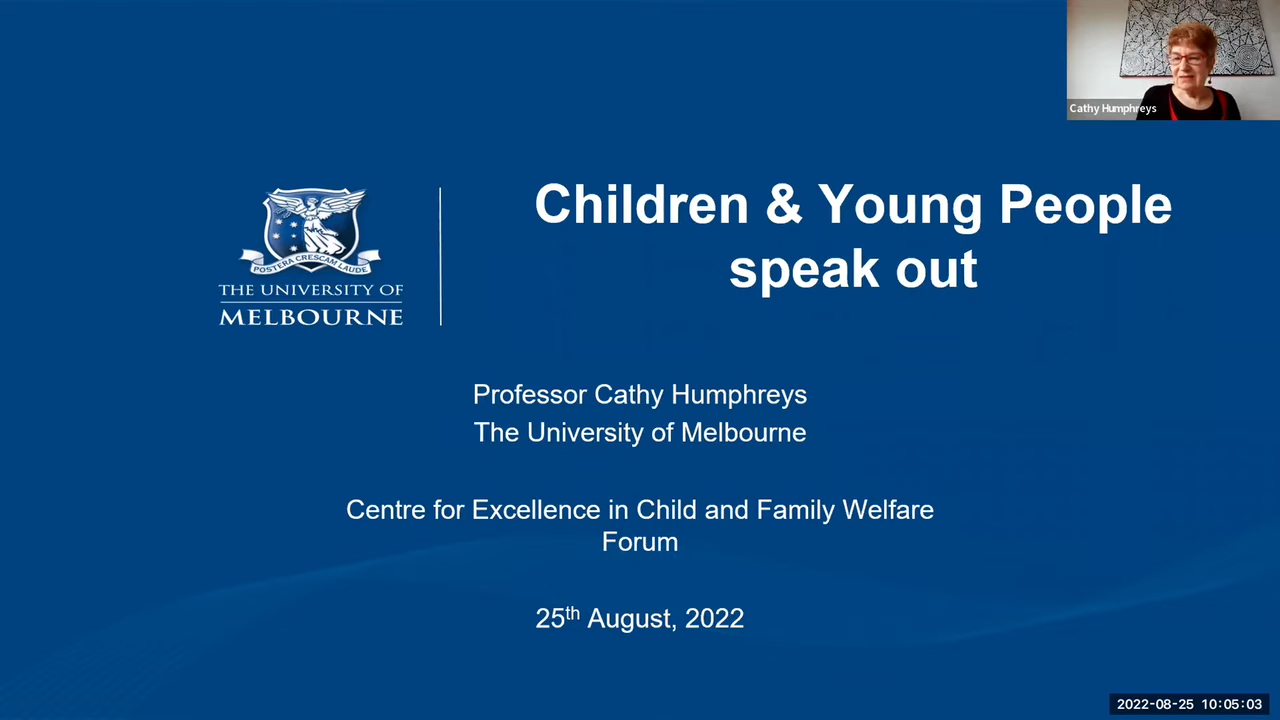 Cathy Humphreys
Children & Young People
speak out
POSTERA CRESCAM LAUDE
THE UNIVERSITY OF
MELBOURNE
Professor Cathy Humphreys
The University of Melbourne
Centre for Excellence in Child and Family Welfare
Forum
25th August, 2022
2022-08-25 10:05:03